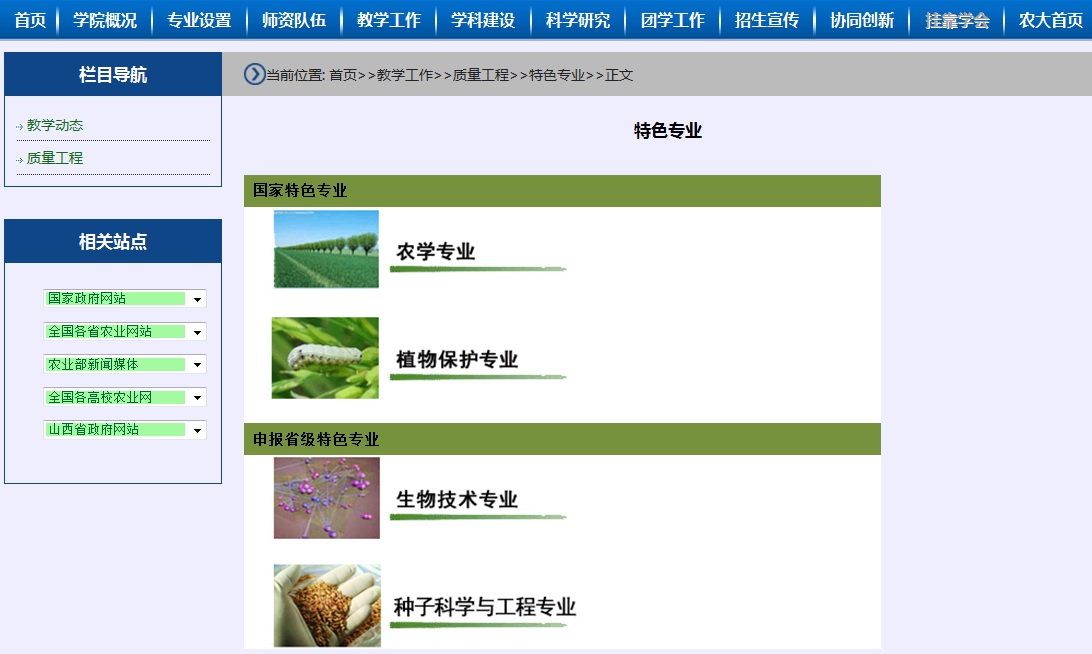 首页 学院概况 专业设置 师资队伍 教学工作 学科建设 科学研究 团学工作 招生宣传 协同创新 挂靠学会 农大首页
栏目导航
教学动态
质量工程
相关站点
国家政府网站
全国各省农业网站
农业部新闻媒体
全国各高校农业网
山西省政府网站
当前位置: 首页>>教学工作>>质量工程>>特色专业>>正文
特色专业
国家特色专业
农学专业
植物保护专业
申报省级特色专业
生物技术专业
种子科学与工程专业